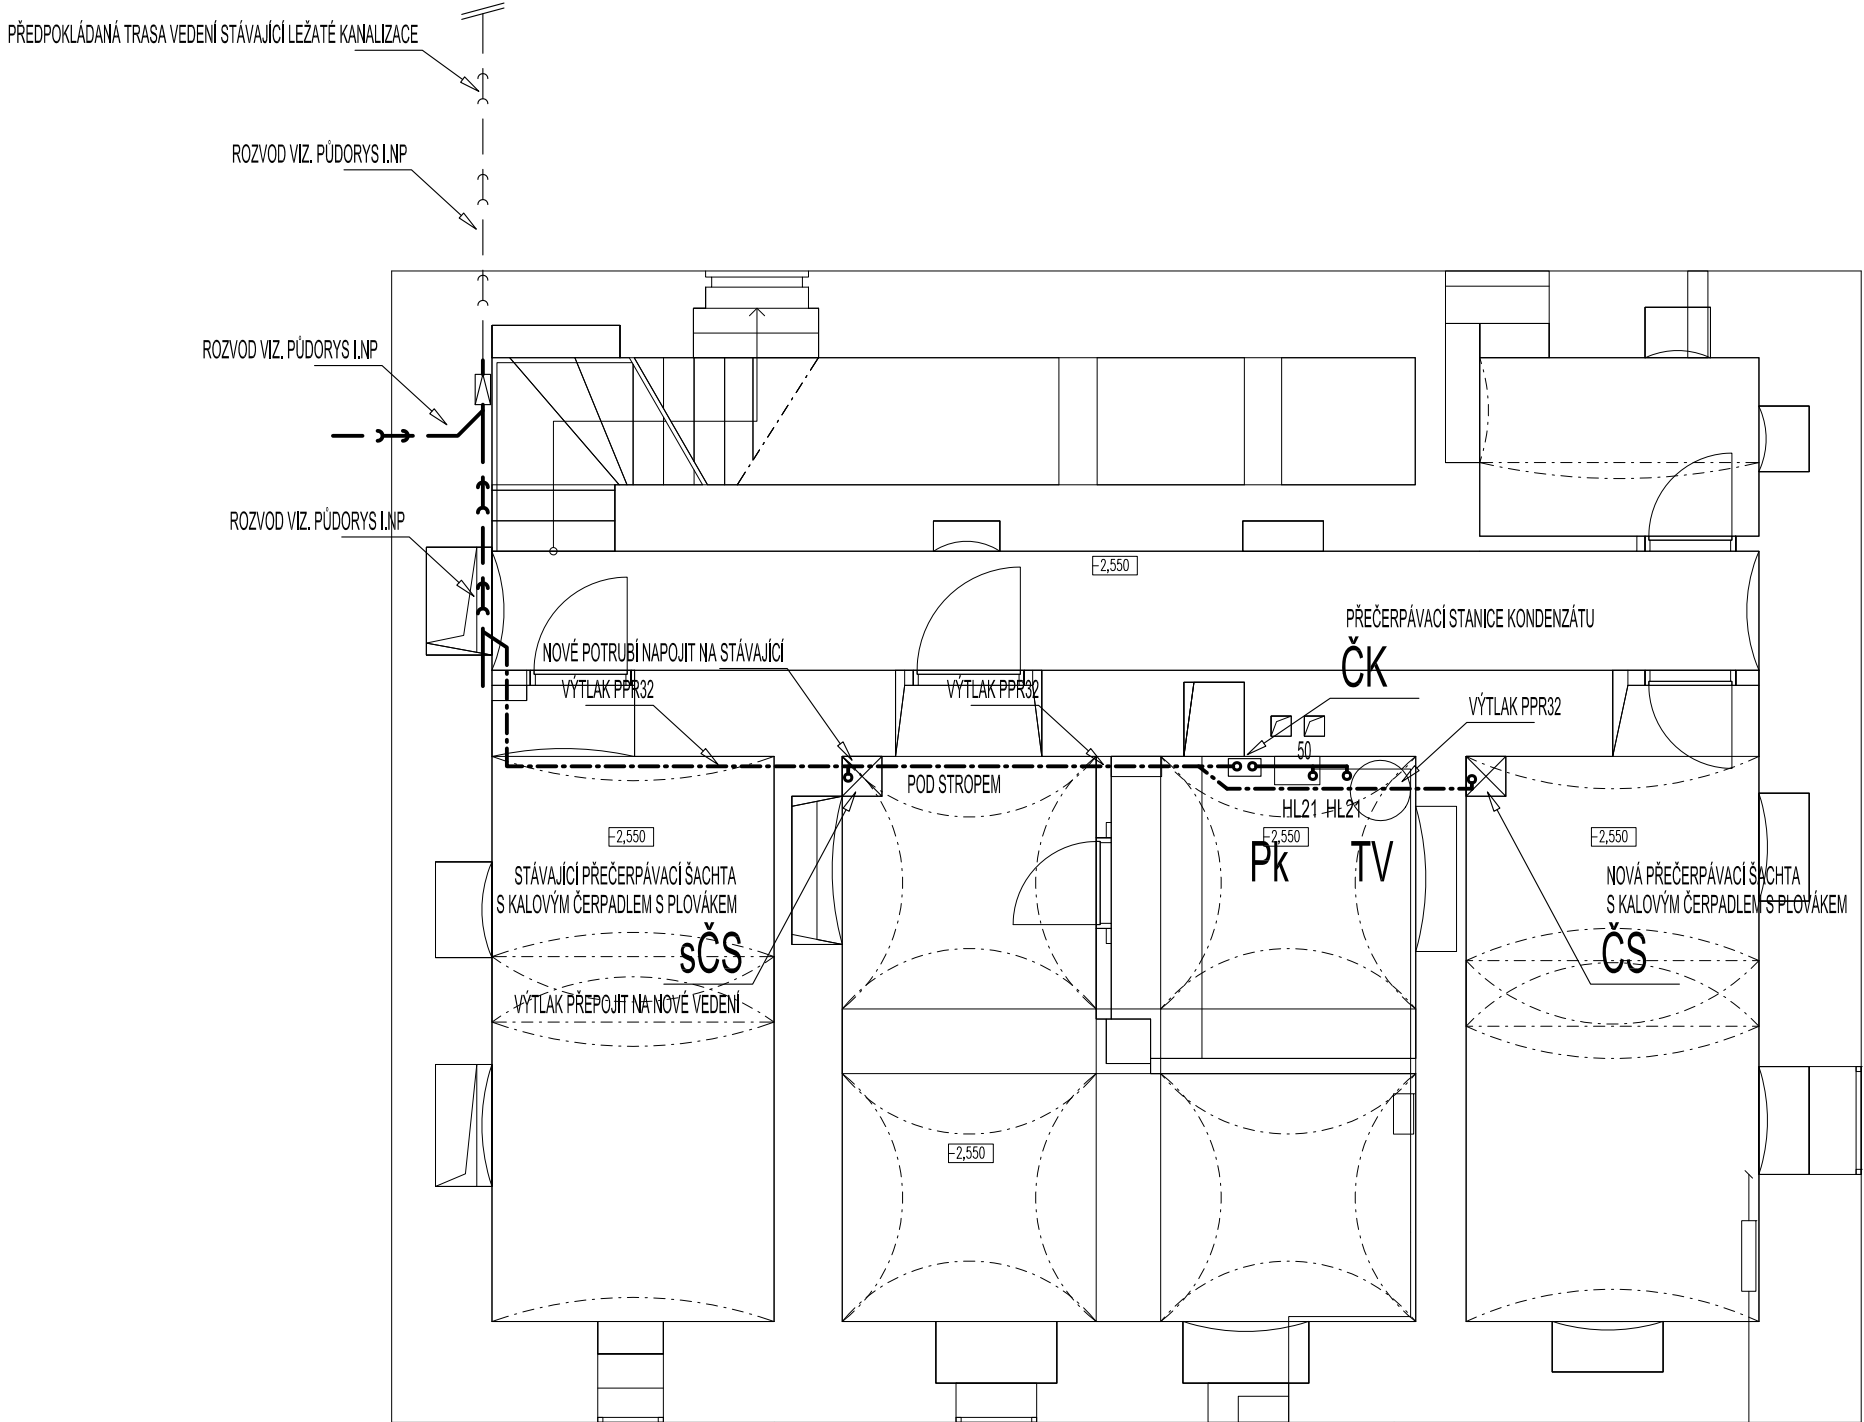 PŘEDPOKLÁDANÁ TRASA VEDENÍ STÁVAJÍCÍ LEŽATÉ KANALIZACE
ROZVOD VIZ. PŮDORYS I.NP
ROZVOD VIZ. PŮDORYS I.NP
ROZVOD VIZ. PŮDORYS I.NP
-2,550
PŘEČERPÁVACÍ STANICE KONDENZÁTU
ČK
NOVÉ POTRUBÍ NAPOJIT NA STÁVAJÍCÍ
VÝTLAK PPR32
VÝTLAK PPR32
VÝTLAK PPR32
50
POD STROPEM
HL21 HL21
-2,550
-2,550
-2,550
Pk
TV
STÁVAJÍCÍ PŘEČERPÁVACÍ ŠACHTA
S KALOVÝM ČERPADLEM S PLOVÁKEM
sČS
VÝTLAK PŘEPOJIT NA NOVÉ VEDENÍ
NOVÁ PŘEČERPÁVACÍ ŠACHTA
S KALOVÝM ČERPADLEM S PLOVÁKEM
ČS
-2,550